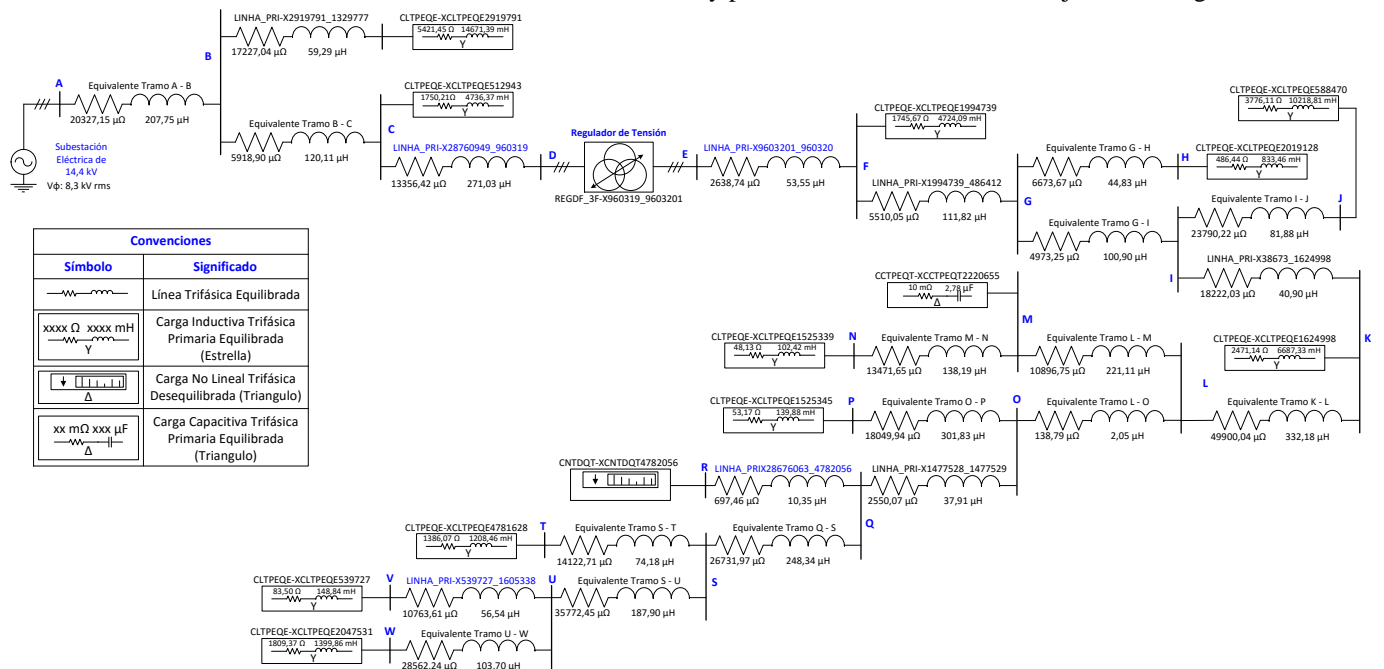 y p
LINHA_PRI-X2919791_1329777
17227,04 µΩ 59,29 µH
CLTPEQE-XCLTPEQE2919791
5421,45 Ω 14671,39 mH
Y
B
A
Equivalente Tramo A - B
20327,15 µΩ 207,75 µH
Subestación
Eléctrica de
14,4 kV
Vφ: 8,3 kV rms
CLTPEQE-XCLTPEQE512943
1750,21Ω 4736,37 mH
Y
Equivalente Tramo B - C
5918,90 µΩ 120,11 µH
C
LINHA_PRI-X28760949_960319
13356,42 µΩ 271,03 µH
D
Regulador de Tensión
REGDF_3F-X960319_9603201
E
LINHA_PRI-X9603201_960320
2638,74 µΩ 53,55 µH
CLTPEQE-XCLTPEQE1994739
1745,67 Ω 4724,09 mH
Y
F
LINHA_PRI-X1994739_486412
5510,05 µΩ 111,82 µH
G
Equivalente Tramo G - H
6673,67 µΩ 44,83 µH
H
CLTPEQE-XCLTPEQE588470
3776,11 Ω 10218,81 mH
Y
CLTPEQE-XCLTPEQE2019128
486,44 Ω 833,46 mH
Y
Equivalente Tramo G - I
4973,25 µΩ 100,90 µH
I
Equivalente Tramo I - J
23790,22 µΩ 81,88 µH
J
LINHA_PRI-X38673_1624998
18222,03 µΩ 40,90 µH
K
CLTPEQE-XCLTPEQE1624998
2471,14 Ω 6687,33 mH
Y
Equivalente Tramo K - L
49900,04 µΩ 332,18 µH
L
CCTPEQT-XCCTPEQT2220655
10 mΩ 2,78 µF
Δ
M
Equivalente Tramo L - M
10896,75 µΩ 221,11 µH
Equivalente Tramo M - N
13471,65 µΩ 138,19 µH
N
CLTPEQE-XCLTPEQE1525339
48,13 Ω 102,42 mH
Y
CLTPEQE-XCLTPEQE1525345
53,17 Ω 139,88 mH
Y
P
Equivalente Tramo O - P
18049,94 µΩ 301,83 µH
O
Equivalente Tramo L - O
138,79 µΩ 2,05 µH
CNTDQT-XCNTDQT4782056
Δ
R
LINHA_PRIX28676063_4782056
697,46 µΩ 10,35 µH
LINHA_PRI-X1477528_1477529
2550,07 µΩ 37,91 µH
Q
CLTPEQE-XCLTPEQE4781628
1386,07 Ω 1208,46 mH
Y
T
Equivalente Tramo S - T
14122,71 µΩ 74,18 µH
Equivalente Tramo Q - S
26731,97 µΩ 248,34 µH
S
CLTPEQE-XCLTPEQE539727
83,50 Ω 148,84 mH
Y
V
LINHA_PRI-X539727_1605338
10763,61 µΩ 56,54 µH
U
Equivalente Tramo S - U
35772,45 µΩ 187,90 µH
CLTPEQE-XCLTPEQE2047531
1809,37 Ω 1399,86 mH
Y
W
Equivalente Tramo U - W
28562,24 µΩ 103,70 µH
Convenciones
Símbolo Significado
Línea Trifásica Equilibrada
xxxx Ω xxxx mH
Y
Carga Inductiva Trifásica
Primaria Equilibrada
(Estrella)
Δ
Carga No Lineal Trifásica
Desequilibrada (Triangulo)
xx mΩ xxx µF
Δ
Carga Capacitiva Trifásica
Primaria Equilibrada
(Triangulo)